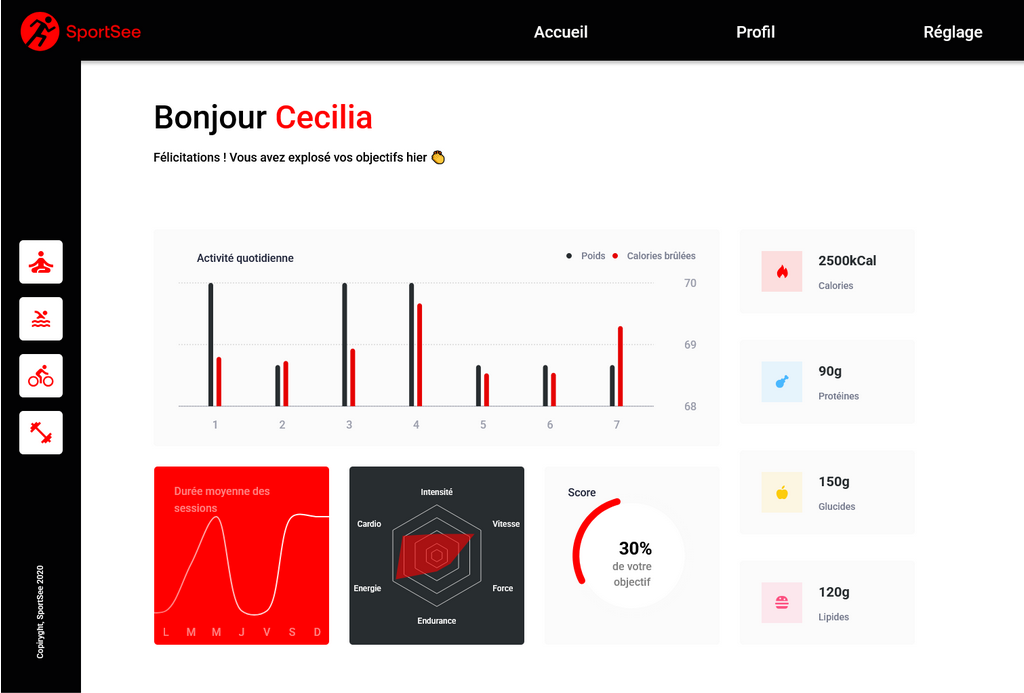 SportSee
Accueil
Profil
Réglage
Bonjour Cecilia
Félicitations ! Vous avez explosé vos objectifs hier 👏
Activité quotidienne
Poids
Calories brûlées
70
69
68
1 2 3 4 5 6 7
2500kCal
Calories
90g
Protéines
150g
Glucides
120g
Lipides
Durée moyenne des
sessions
L M M J V S D
Intensité
Cardio
Vitesse
Energie
Force
Endurance
Score
30%
de votre
objectif
Copiryght, SportSee 2020